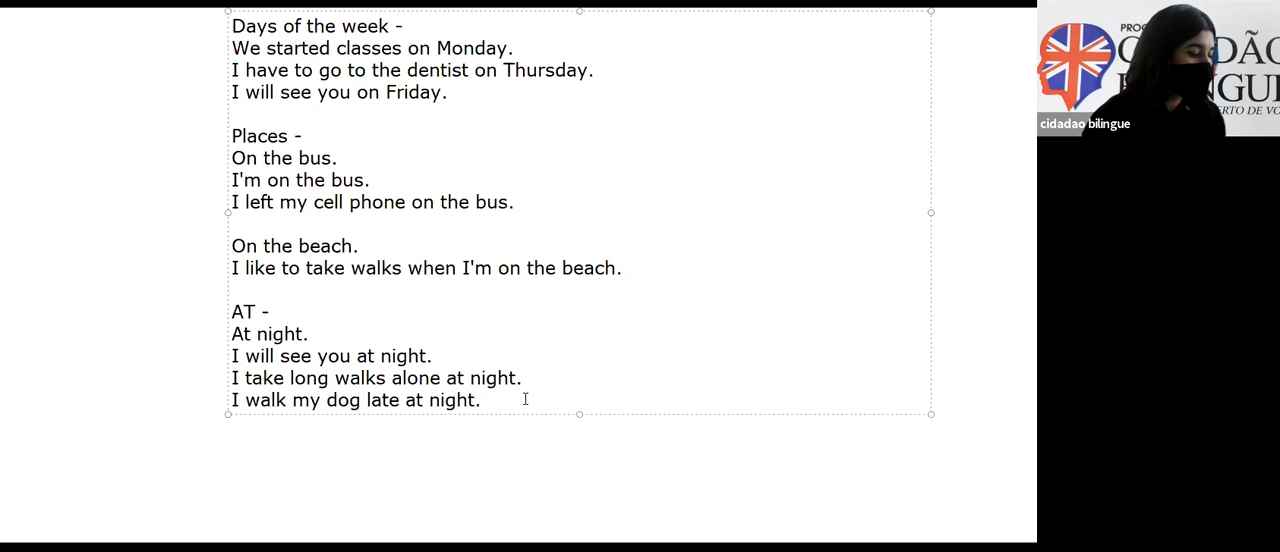 Days of the week -
We started classes on Monday.
I have to go to the dentist on Thursday.
I will see you on Friday.
Places -
On the bus.
I'm on the bus.
I left my cell phone on the bus.
On the beach.
I like to take walks when I'm on the beach.
AT -
At night.
I will see you at night.
I take long walks alone at night.
I walk my dog late at night.
cidadao bilingue